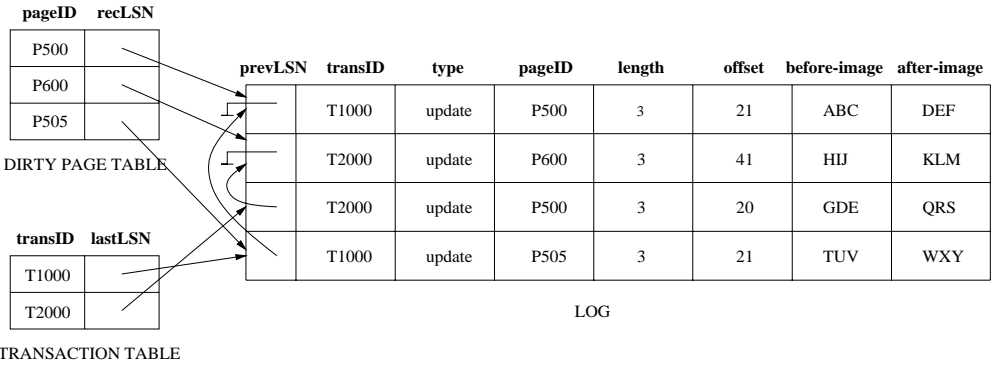 pageID recLSN
P500
P600
P505
DIRTY PAGE TABLE
transID lastLSN
T1000
T2000
TRANSACTION TABLE
prevLSN transID type pageID length offset before-image after-image
T1000 update P500 3 21 ABC DEF
T2000 update P600 3 41 HIJ KLM
T2000 update P500 3 20 GDE QRS
T1000 update P505 3 21 TUV WXY
LOG